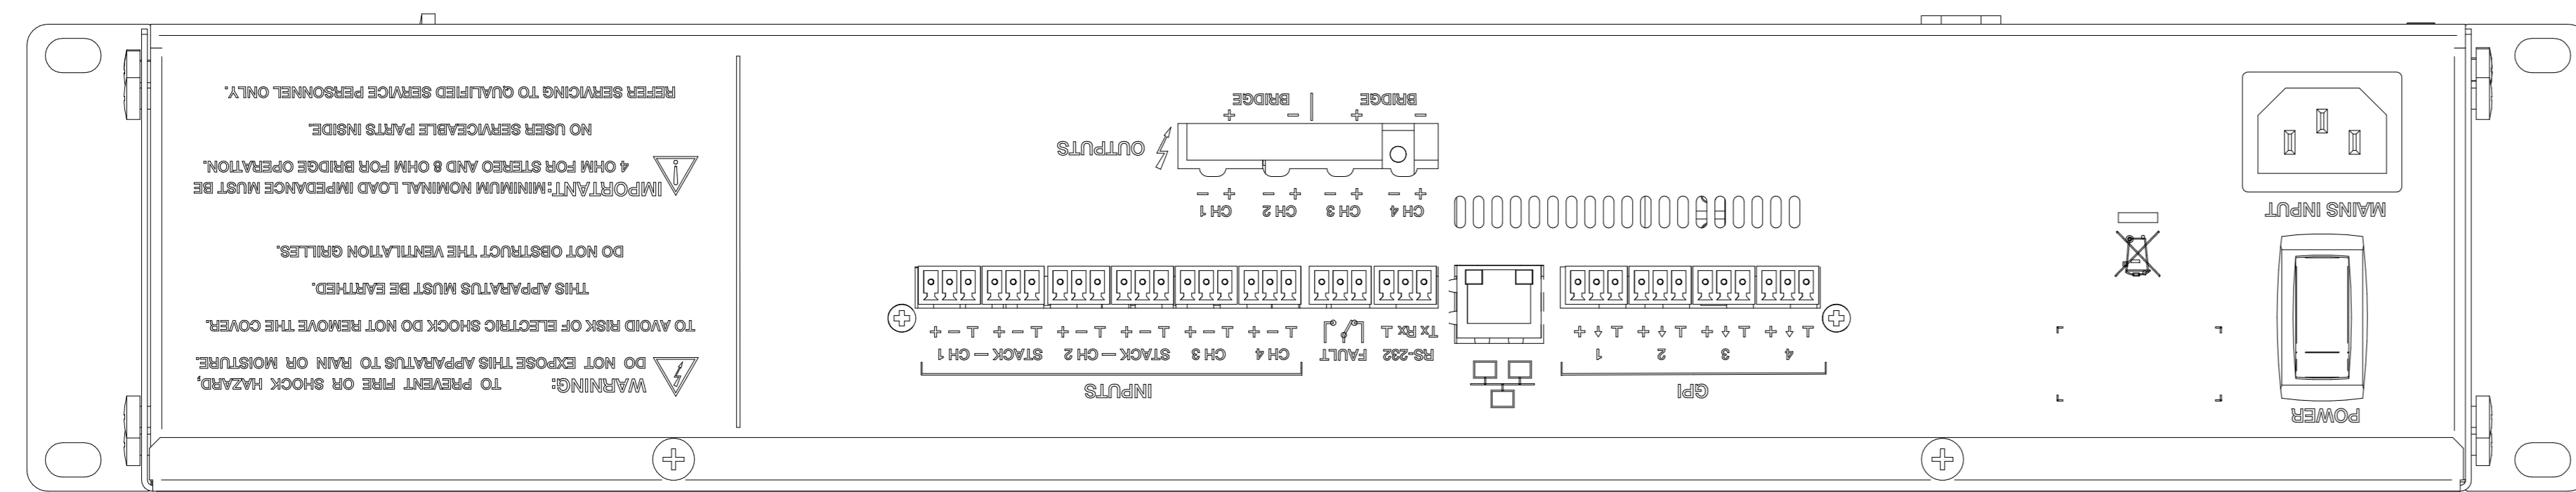 POWER
GPI
4 3 2 1
⊥ ↑ + ⊥ ↑ + ⊥ ↑ + ⊥ ↑ +
INPUTS
RS-232 FAULT CH 4 CH 3 STACK — CH 2 STACK — CH 1
Tx Rx ⊥
⊥ − + ⊥ − + ⊥ − + ⊥ − + ⊥ − + ⊥ − +
MAINS INPUT
CH 4 CH 3 CH 2 CH 1
+ − + − + − + −
OUTPUTS
− + − +
BRIDGE | BRIDGE
WARNING: TO PREVENT FIRE OR SHOCK HAZARD,
DO NOT EXPOSE THIS APPARATUS TO RAIN OR MOISTURE.
TO AVOID RISK OF ELECTRIC SHOCK DO NOT REMOVE THE COVER.
THIS APPARATUS MUST BE EARTHED.
DO NOT OBSTRUCT THE VENTILATION GRILLES.
IMPORTANT: MINIMUM NOMINAL LOAD IMPEDANCE MUST BE
4 OHM FOR STEREO AND 8 OHM FOR BRIDGE OPERATION.
NO USER SERVICEABLE PARTS INSIDE.
REFER SERVICING TO QUALIFIED SERVICE PERSONNEL ONLY.